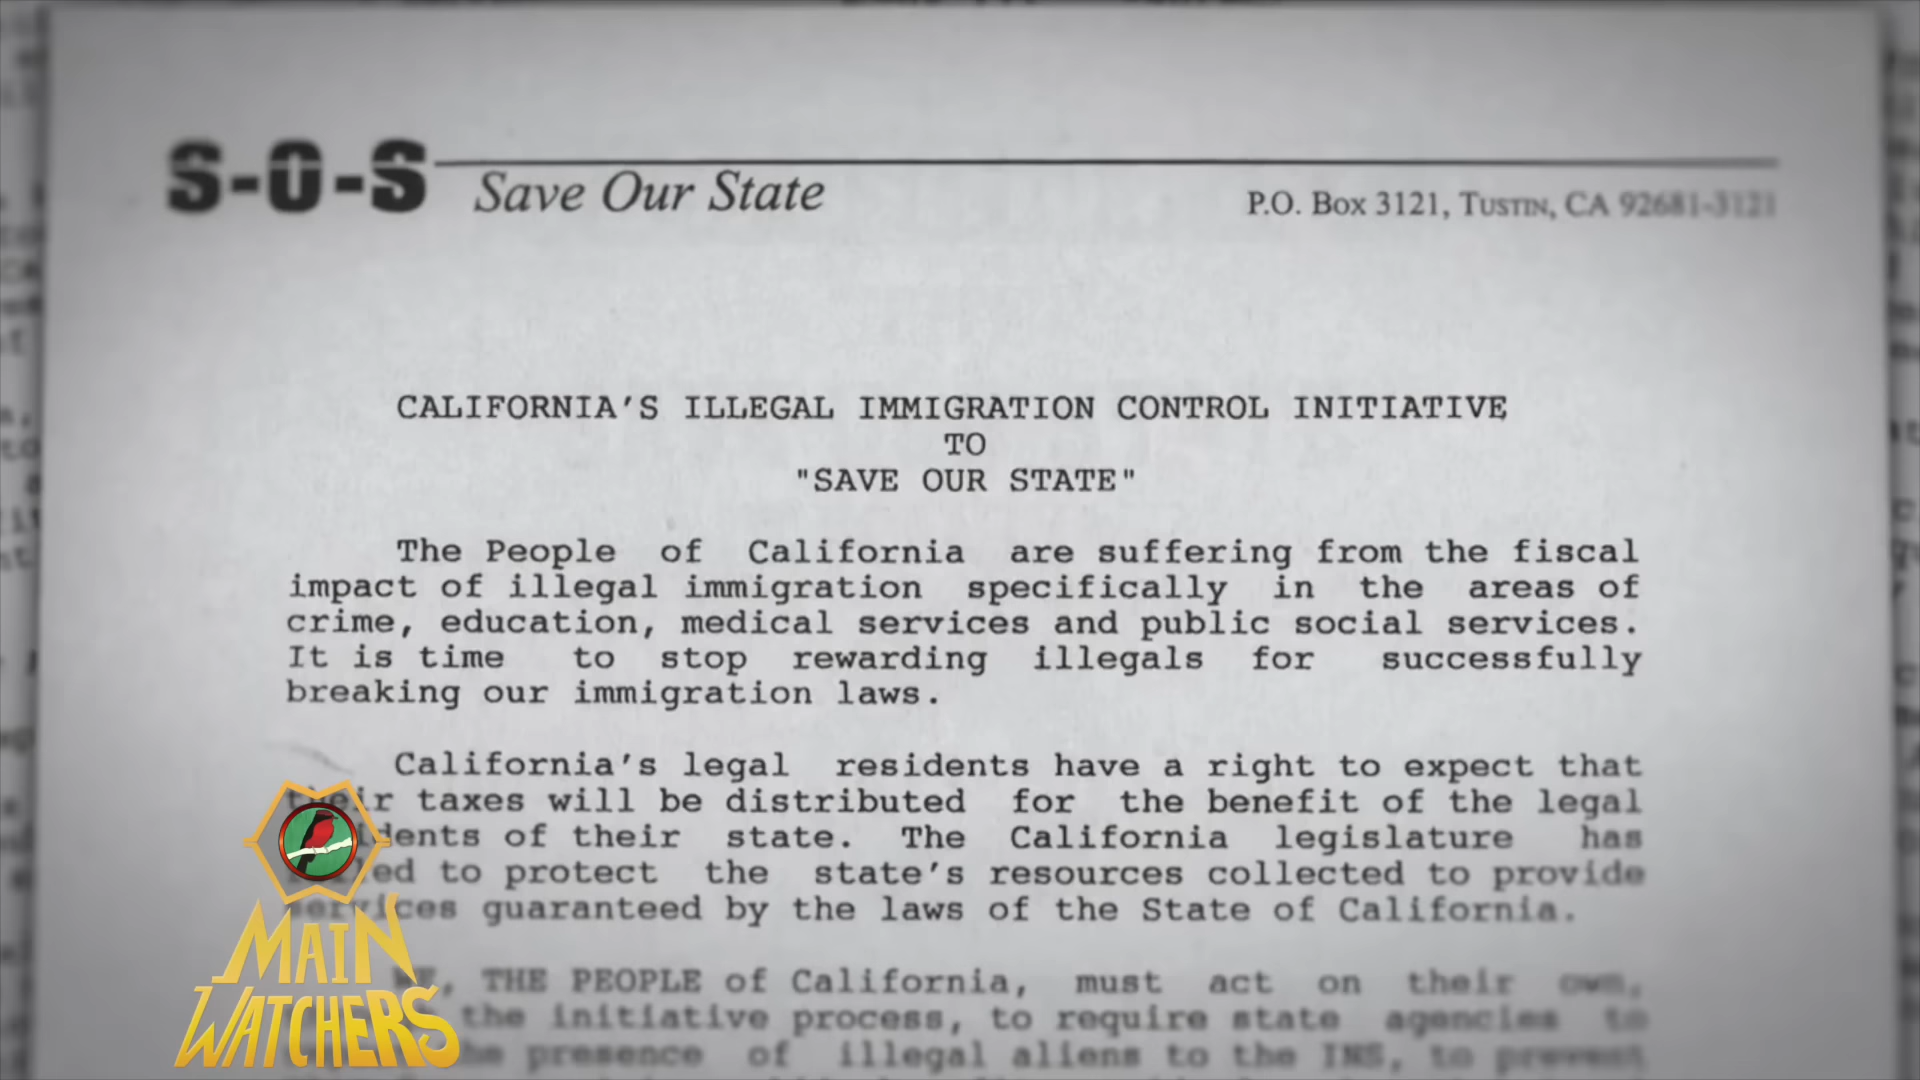 S-O-S
Save Our State
P.O. Box 3121, Tustin, CA 92681-3121
CALIFORNIA'S ILLEGAL IMMIGRATION CONTROL INITIATIVE
TO
"SAVE OUR STATE"
The People of California are suffering from the fiscal
impact of illegal immigration specifically in the areas of
crime, education, medical services and public social services.
It is time to stop rewarding illegals for successfully
breaking our immigration laws.
California's legal residents have a right to expect that
their taxes will be distributed for the benefit of the legal
residents of their state. The California legislature has
failed to protect the state's resources collected to provide
services guaranteed by the laws of the State of California.
WE, THE PEOPLE of California, must act on their own,
the initiative process, to require state agencies to
the presence of illegal aliens to the INS, to prevent
MAIN
WATCHERS